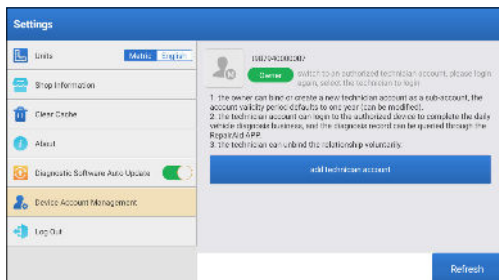 Settings
Units Metric English
Shop Information
Clear Cache
About
Diagnostic Software Auto Update
Device Account Management
Log Out
Owner switch to an authorized technician account, please login
again, select the technician to login
1. the owner can bind or create a new technician account as a sub-account, the
account validity period defaults to one year (can be modified).
2. the technician account can login to the authorized device to complete the daily
vehicle diagnosis business, and the diagnosis record can be queried through the
RepairAid APP.
3. the technician can unbind the relationship voluntarily.
add technician account
Refresh